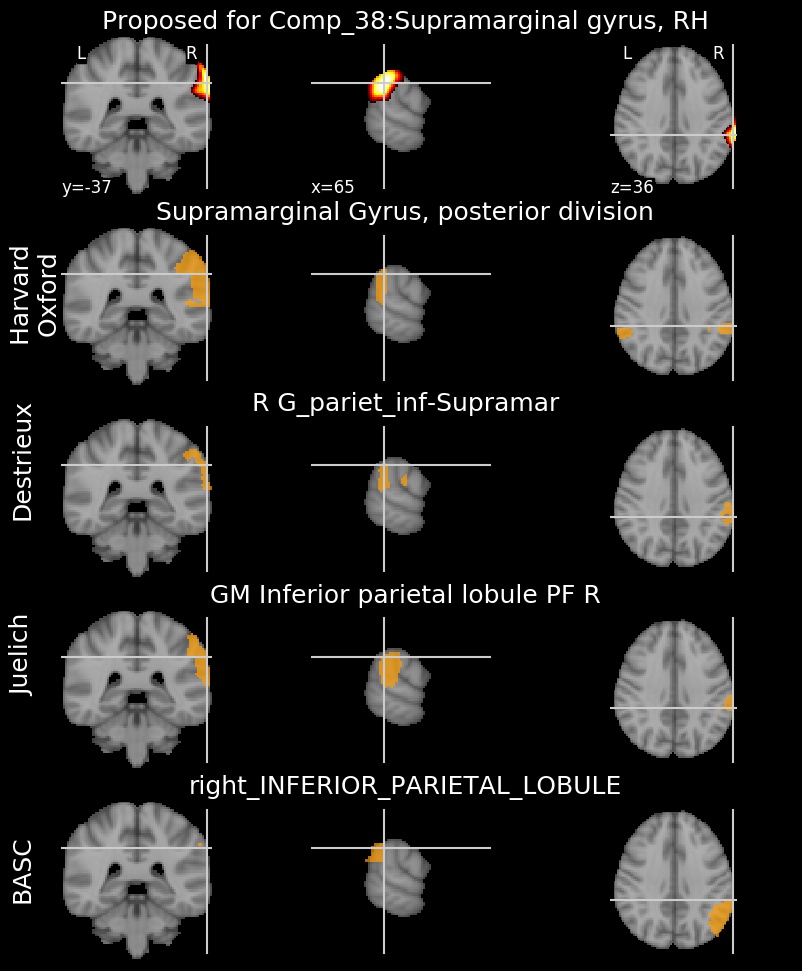 Proposed for Comp_38:Supramarginal gyrus, RH
L R
L R
y=-37 x=65 z=36
Supramarginal Gyrus, posterior division
Harvard
Oxford
R G_pariet_inf-Supramar
Destrieux
GM Inferior parietal lobule PF R
Juelich
right_INFERIOR_PARIETAL_LOBULE
BASC